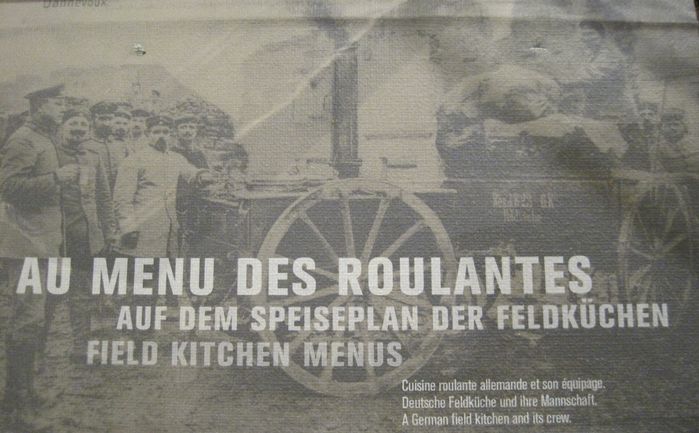 Dannevoux.
AU MENU DES ROULANTES
AUF DEM SPEISEPLAN DER FELDKÜCHEN
FIELD KITCHEN MENUS
Cuisine roulante allemande et son équipage.
Deutsche Feldküche und ihre Mannschaft.
A German field kitchen and its crew.